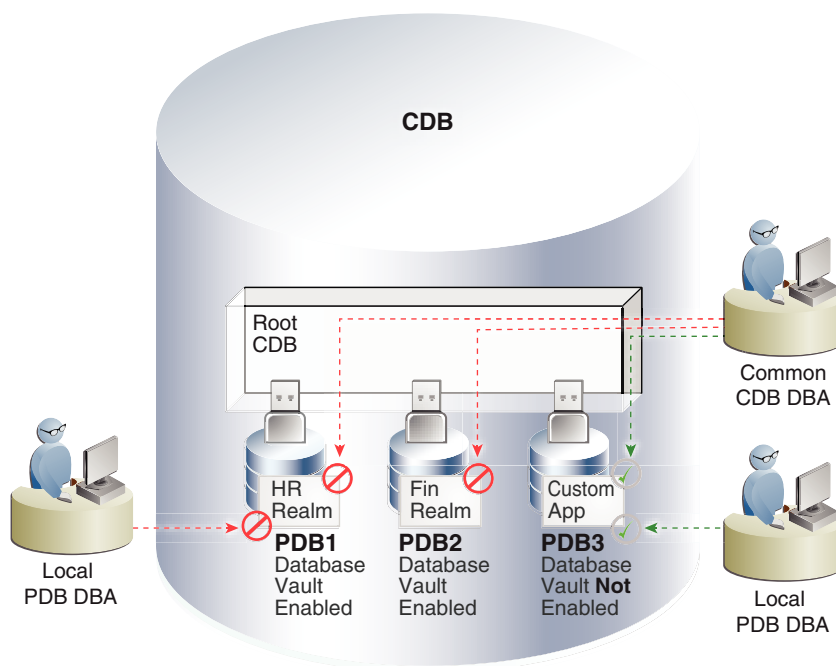 CDB
Root
CDB
Common
CDB DBA
HR
Realm
Fin
Realm
Custom
App
PDB1
Database
Vault
Enabled
PDB2
Database
Vault
Enabled
PDB3
Database
Vault Not
Enabled
Local
PDB DBA
Local
PDB DBA